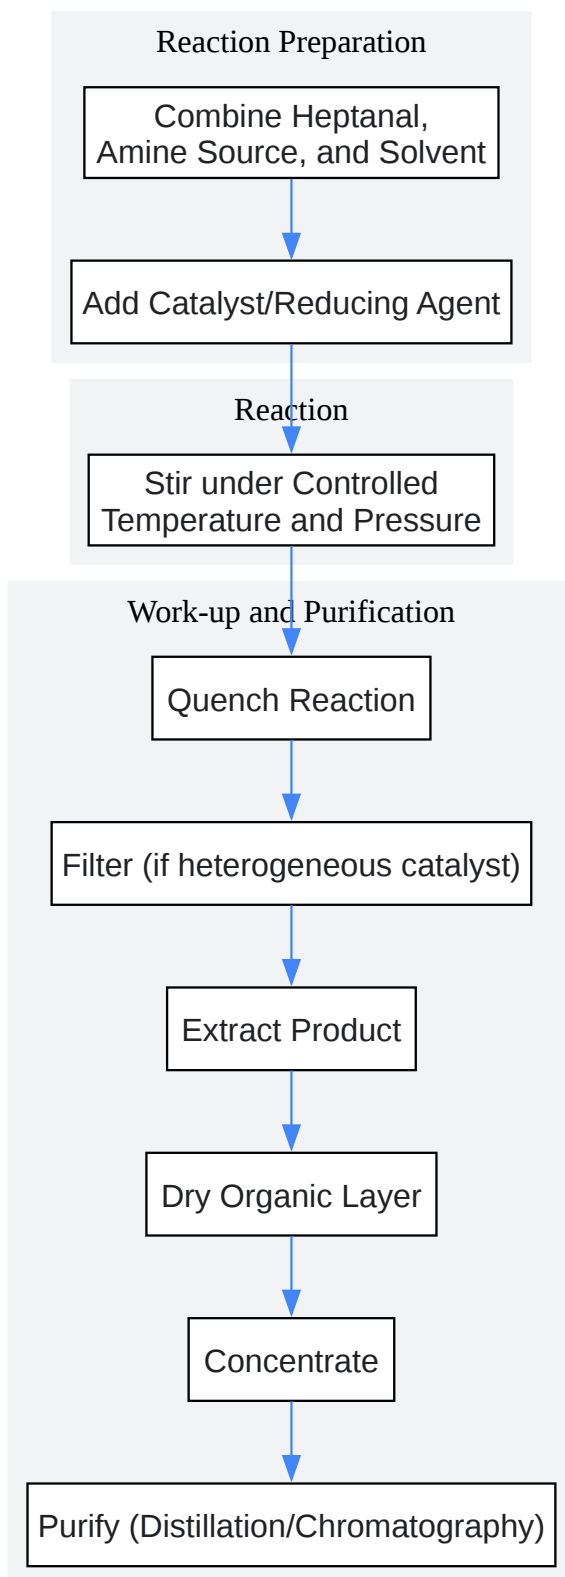 Reaction Preparation
Combine Heptanal,
Amine Source, and Solvent
Add Catalyst/Reducing Agent
Reaction
Stir under Controlled
Temperature and Pressure
Work-up and Purification
Quench Reaction
Filter (if heterogeneous catalyst)
Extract Product
Dry Organic Layer
Concentrate
Purify (Distillation/Chromatography)